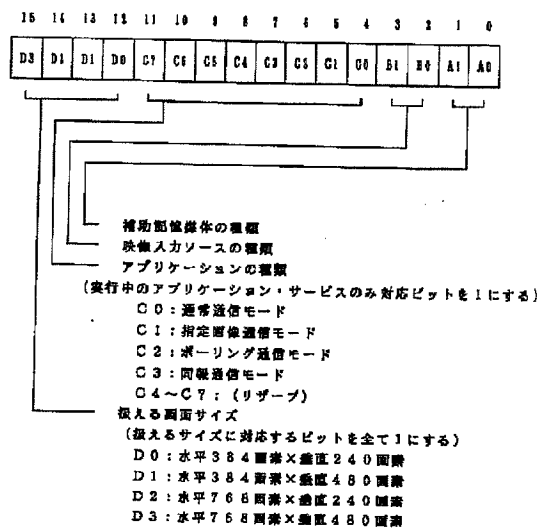 15 14 13 12 11 10 9 8 7 6 5 4 3 2 1 0
D3 D2 D1 D0 C7 C6 C5 C4 C3 C2 C1 C0 B1 B0 A1 A0
補助記憶媒体の種類
映像入力ソースの種類
アプリケーションの種類
(実行中のアプリケーション・サービスのみ対応ビットを1にする)
C0:通常通信モード
C1:指定画像通信モード
C2:ポーリング通信モード
C3:同報通信モード
C4~C7:(リザーブ)
扱える画面サイズ
(扱えるサイズに対応するビットを全て1にする)
D0:水平384画素×垂直240画素
D1:水平384画素×垂直480画素
D2:水平768画素×垂直240画素
D3:水平768画素×垂直480画素